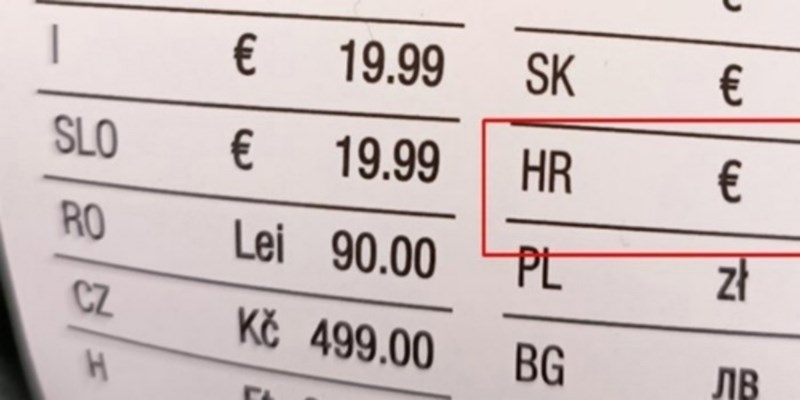 I € 19.99
SLO € 19.99
RO Lei 90.00
CZ Kč 499.00
H Ft
SK €
HR €
PL zł
BG лв